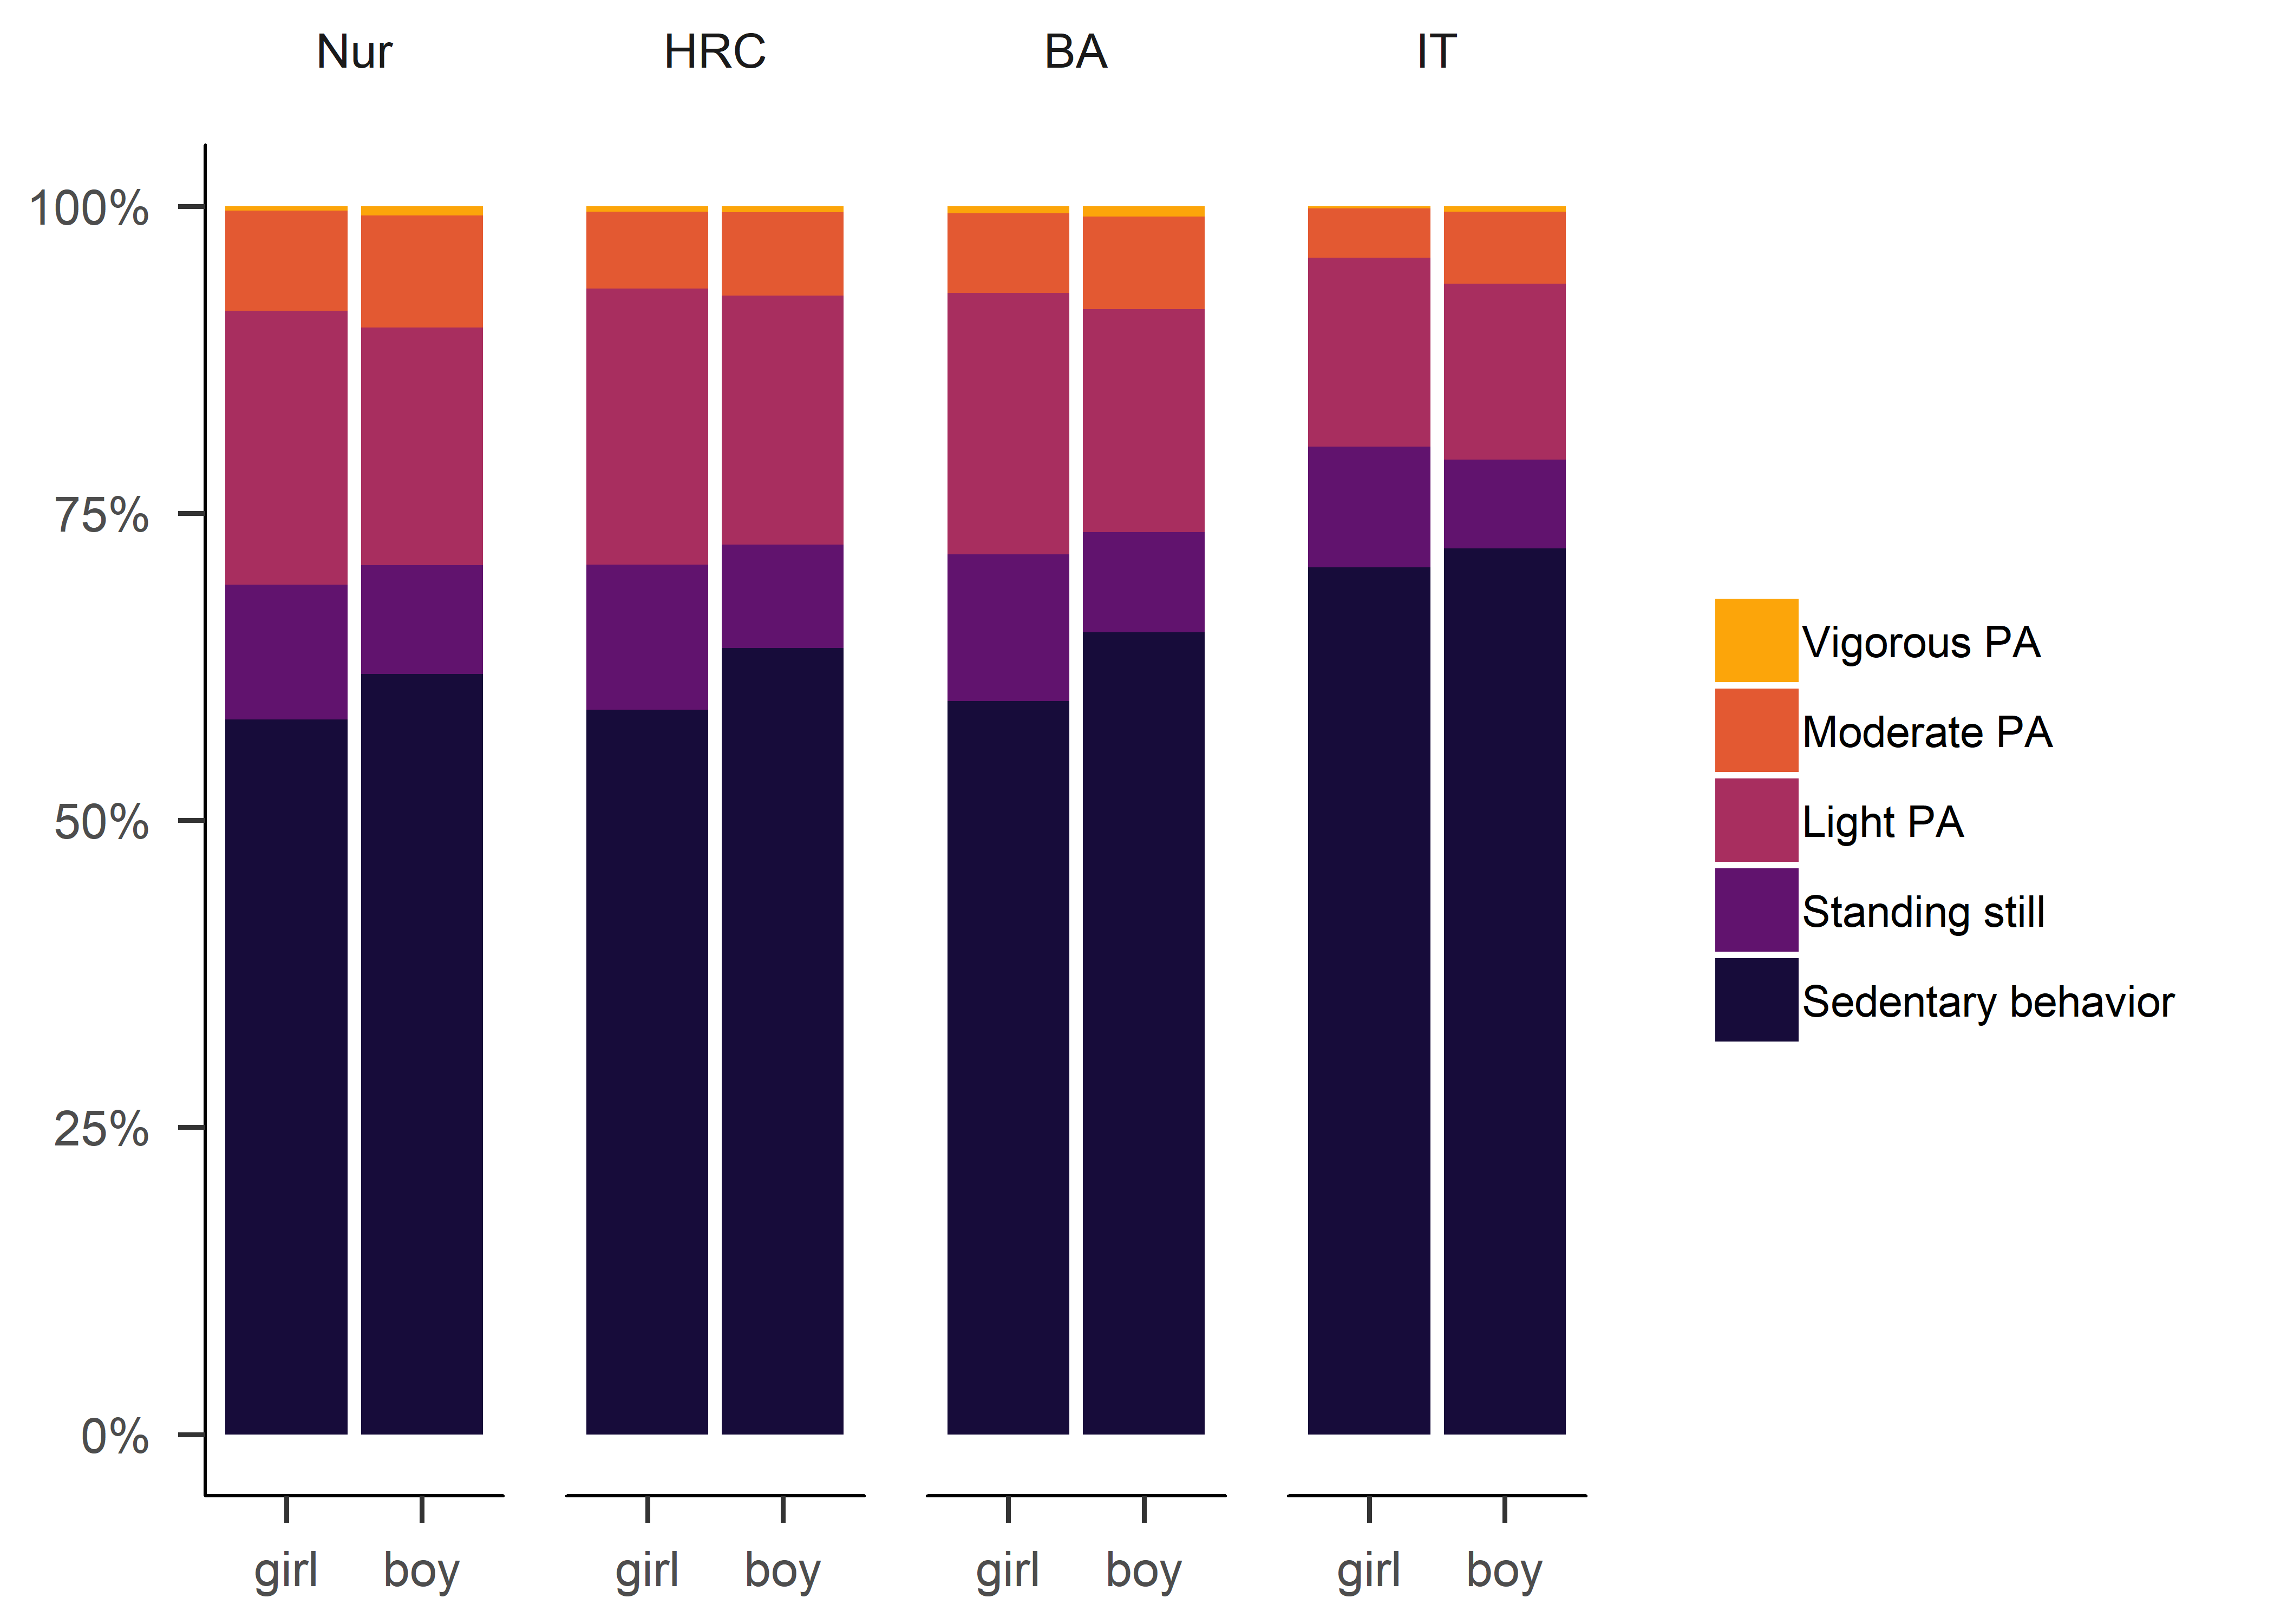 Nur HRC BA IT
100%
75%
50%
25%
0%
girl boy girl boy girl boy girl boy
Vigorous PA
Moderate PA
Light PA
Standing still
Sedentary behavior